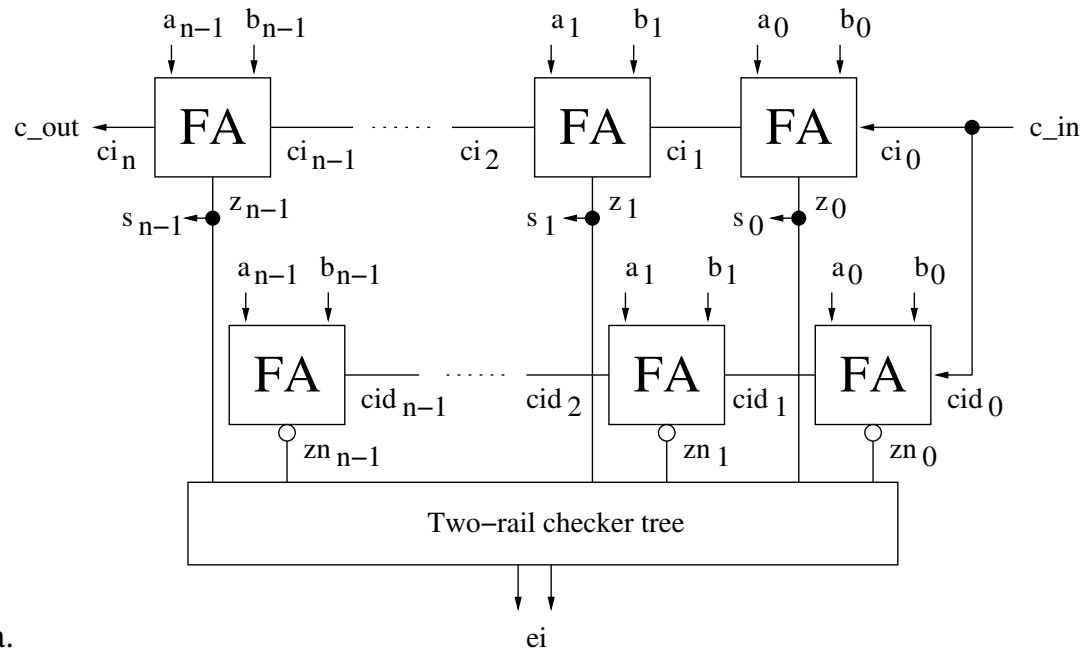 a n−1 b n−1 a 1 b 1 a 0 b 0
FA FA FA
c_out ······ c_in
ci n ci n−1 ci 2 ci 1 ci 0
z n−1 z 1 z 0
s n−1 s 1 s 0
a n−1 b n−1 a 1 b 1 a 0 b 0
FA ······ FA FA
cid n−1 cid 2 cid 1 cid 0
zn n−1 zn 1 zn 0
Two−rail checker tree
ei